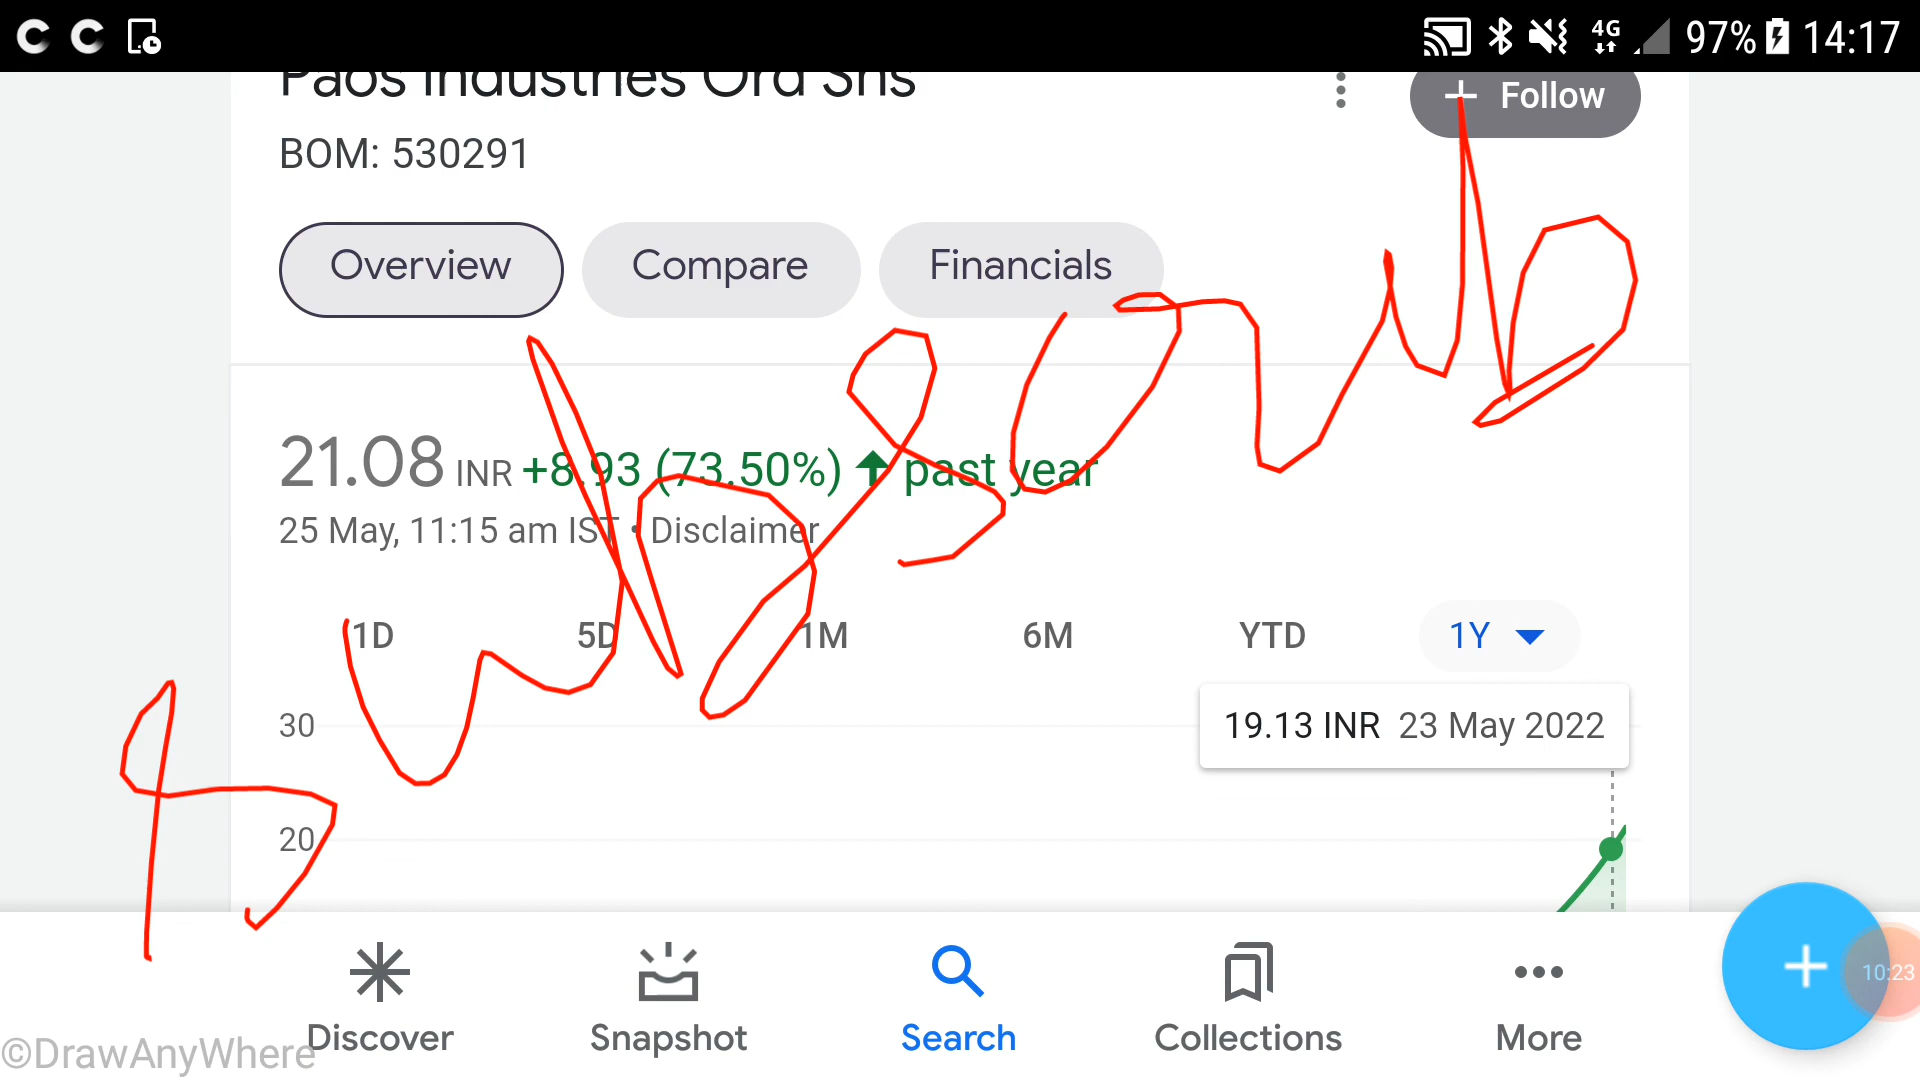 4G 97% 14:17
Paos Industries Ord Shs
+ Follow
BOM: 530291
Overview Compare Financials
21.08 INR +8.93 (73.50%) ↑ past year
25 May, 11:15 am IST • Disclaimer
1D 5D 1M 6M YTD 1Y
19.13 INR 23 May 2022
30
20
10:23
Discover Snapshot Search Collections More
©DrawAnyWhere